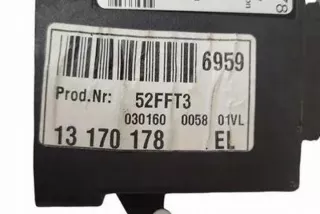 6959
Prod.Nr: 52FFT3
030160 0058 01VL
13 170 178 EL